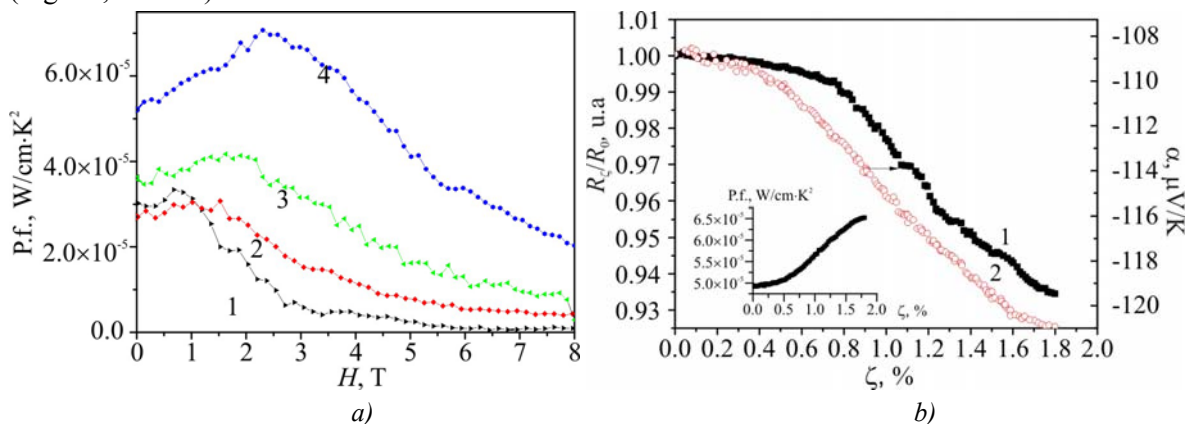 P.f., W/cm·K²
6.0×10⁻⁵
4.0×10⁻⁵
2.0×10⁻⁵
0.0
0 1 2 3 4 5 6 7 8
H, T
4
3
2
1
a)
Rζ/R₀, u.a
1.01
1.00
0.99
0.98
0.97
0.96
0.95
0.94
0.93
0.0 0.2 0.4 0.6 0.8 1.0 1.2 1.4 1.6 1.8 2.0
ζ, %
-108
-110
-112
-114
-116
-118
-120
α, μV/K
1
2
P.f., W/cm·K²
6.5×10⁻⁵
6.0×10⁻⁵
5.5×10⁻⁵
5.0×10⁻⁵
0.0 0.5 1.0 1.5 2.0
ζ, %
b)